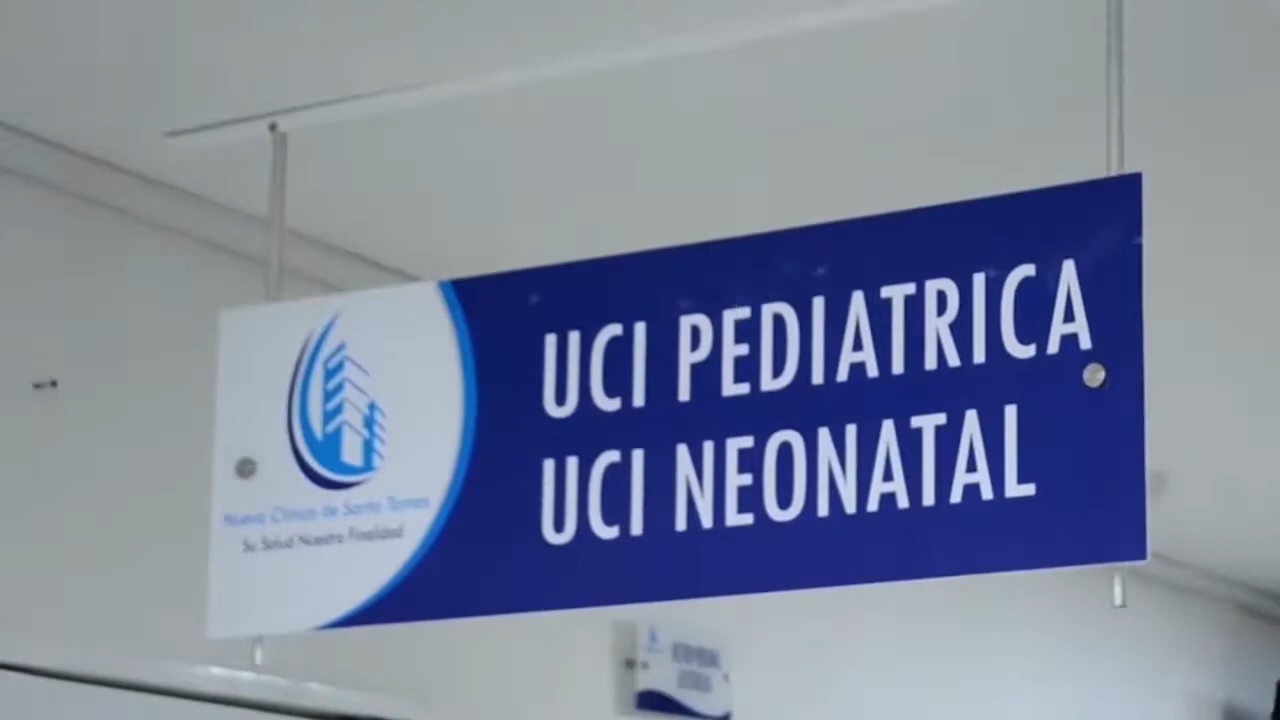 UCI PEDIATRICA
UCI NEONATAL
Nueva Clínica de Santo Tomas
Su Salud Nuestra Finalidad